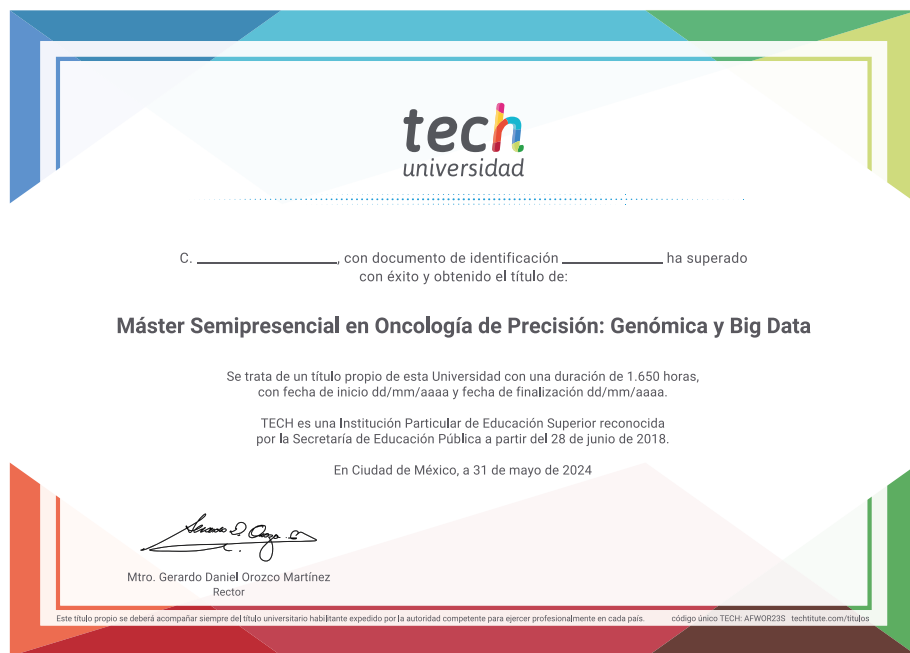 tech
universidad
C. ____________, con documento de identificación ____________ ha superado
con éxito y obtenido el título de:
Máster Semipresencial en Oncología de Precisión: Genómica y Big Data
Se trata de un título propio de esta Universidad con una duración de 1.650 horas,
con fecha de inicio dd/mm/aaaa y fecha de finalización dd/mm/aaaa.
TECH es una Institución Particular de Educación Superior reconocida
por la Secretaría de Educación Pública a partir del 28 de junio de 2018.
En Ciudad de México, a 31 de mayo de 2024
Mtro. Gerardo Daniel Orozco Martínez
Rector
Este título propio se deberá acompañar siempre del título universitario habilitante expedido por la autoridad competente para ejercer profesionalmente en cada país. código único TECH: AFWOR23S techtitute.com/titulos